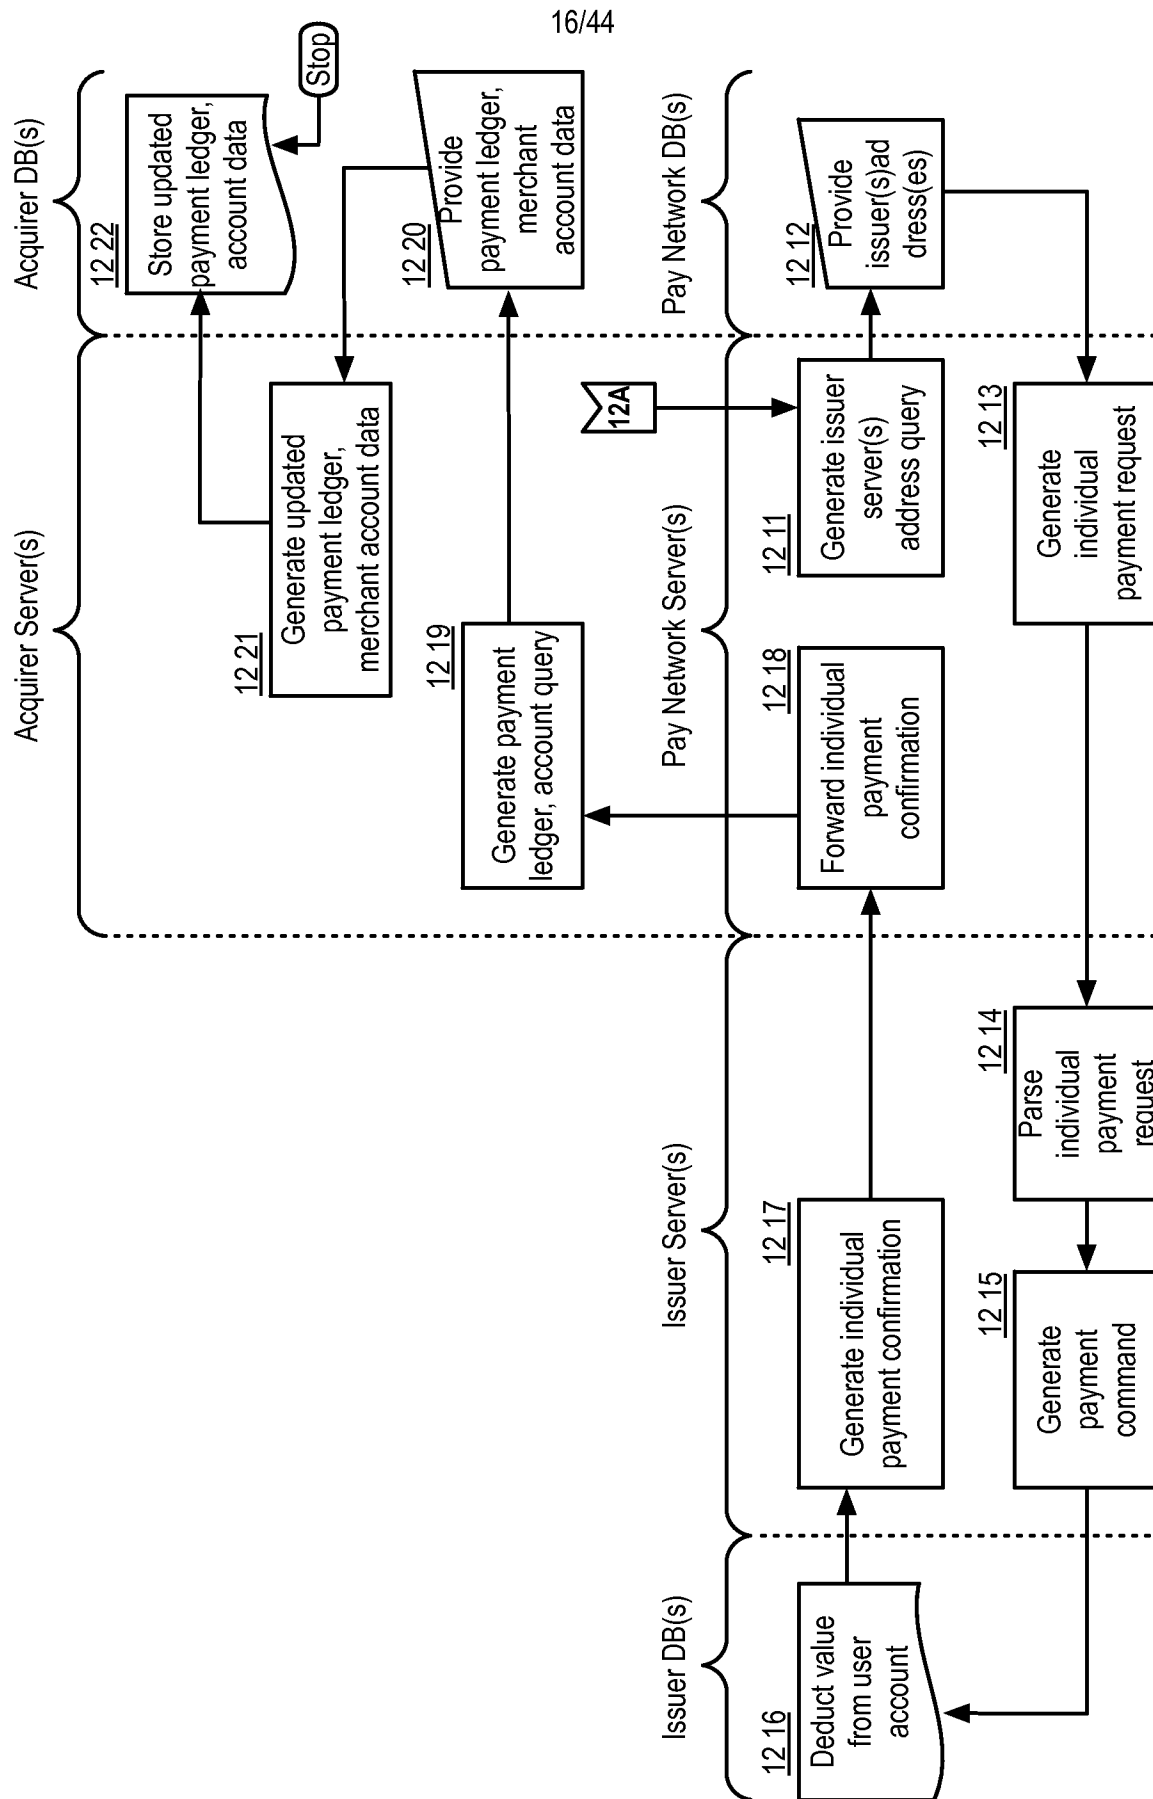 16/44
Acquirer Server(s)
Acquirer DB(s)
12 22
Store updated
payment ledger,
account data
Stop
12 21
Generate updated
payment ledger,
merchant account data
12 20
Provide
payment ledger,
merchant
account data
12 19
Generate payment
ledger, account query
Issuer DB(s)
Issuer Server(s)
Pay Network Server(s)
Pay Network DB(s)
12A
12 11
Generate issuer
server(s)
address query
12 12
Provide
issuer(s)ad
dress(es)
12 13
Generate
individual
payment request
12 14
Parse
individual
payment
request
12 15
Generate
payment
command
12 16
Deduct value
from user
account
12 17
Generate individual
payment confirmation
12 18
Forward individual
payment
confirmation